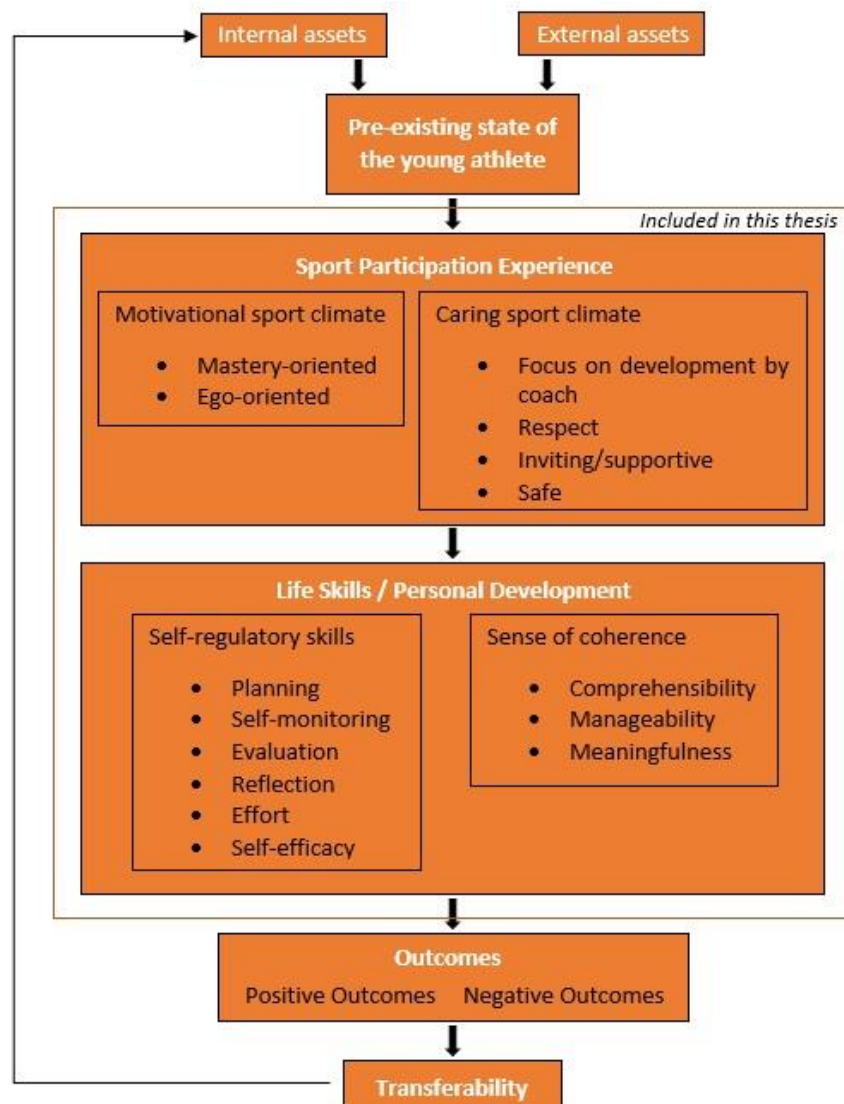 Internal assets
External assets
Pre-existing state of
the young athlete
Included in this thesis
Sport Participation Experience
Motivational sport climate
• Mastery-oriented
• Ego-oriented
Caring sport climate
• Focus on development by
coach
• Respect
• Inviting/supportive
• Safe
Life Skills / Personal Development
Self-regulatory skills
• Planning
• Self-monitoring
• Evaluation
• Reflection
• Effort
• Self-efficacy
Sense of coherence
• Comprehensibility
• Manageability
• Meaningfulness
Outcomes
Positive Outcomes Negative Outcomes
Transferability